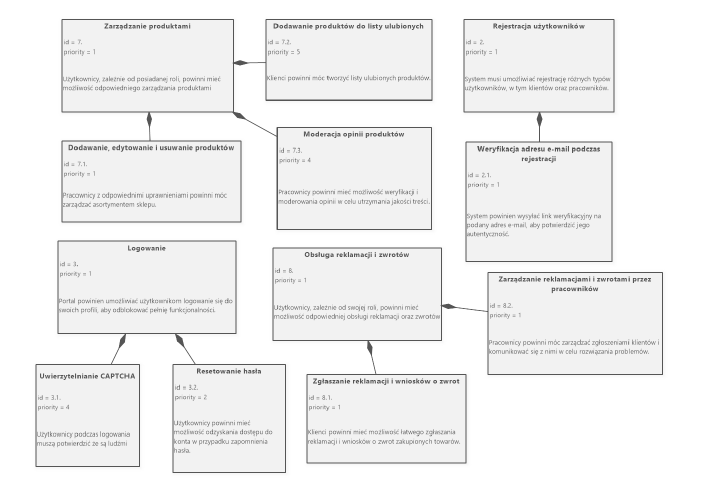 Zarządzanie produktami
id = 7.
priority = 1
Użytkownicy, zależnie od posiadanej roli, powinni mieć
możliwość odpowiedniego zarządzania produktami
Dodawanie produktów do listy ulubionych
id = 7.2.
priority = 5
Klienci powinni móc tworzyć listy ulubionych produktów.
Rejestracja użytkowników
id = 2.
priority = 1
System musi umożliwiać rejestrację różnych typów
użytkowników, w tym klientów oraz pracowników.
Dodawanie, edytowanie i usuwanie produktów
id = 7.1.
priority = 1
Pracownicy z odpowiednimi uprawnieniami powinni móc
zarządzać asortymentem sklepu.
Moderacja opinii produktów
id = 7.3.
priority = 4
Pracownicy powinni mieć możliwość weryfikacji i
moderowania opinii w celu utrzymania jakości treści.
Weryfikacja adresu e-mail podczas
rejestracji
id = 2.1.
priority = 1
System powinien wysyłać link weryfikacyjny na
podany adres e-mail, aby potwierdzić jego
autentyczność.
Logowanie
id = 3.
priority = 1
Portal powinien umożliwiać użytkownikom logowanie się do
swoich profili, aby odblokować pełnię funkcjonalności.
Obsługa reklamacji i zwrotów
id = 8.
priority = 1
Użytkownicy, zależnie od swojej roli, powinni mieć
możliwość odpowiedniej obsługi reklamacji oraz zwrotów
Zarządzanie reklamacjami i zwrotami przez
pracowników
id = 8.2.
priority = 1
Pracownicy powinni móc zarządzać zgłoszeniami klientów i
komunikować się z nimi w celu rozwiązania problemów.
Uwierzytelnianie CAPTCHA
id = 3.1.
priority = 4
Użytkownicy podczas logowania
muszą potwierdzić że są ludźmi
Resetowanie hasła
id = 3.2.
priority = 2
Użytkownicy powinni mieć
możliwość odzyskania dostępu do
konta w przypadku zapomnienia
hasła.
Zgłaszanie reklamacji i wniosków o zwrot
id = 8.1.
priority = 1
Klienci powinni mieć możliwość łatwego zgłaszania
reklamacji i wniosków o zwrot zakupionych towarów.